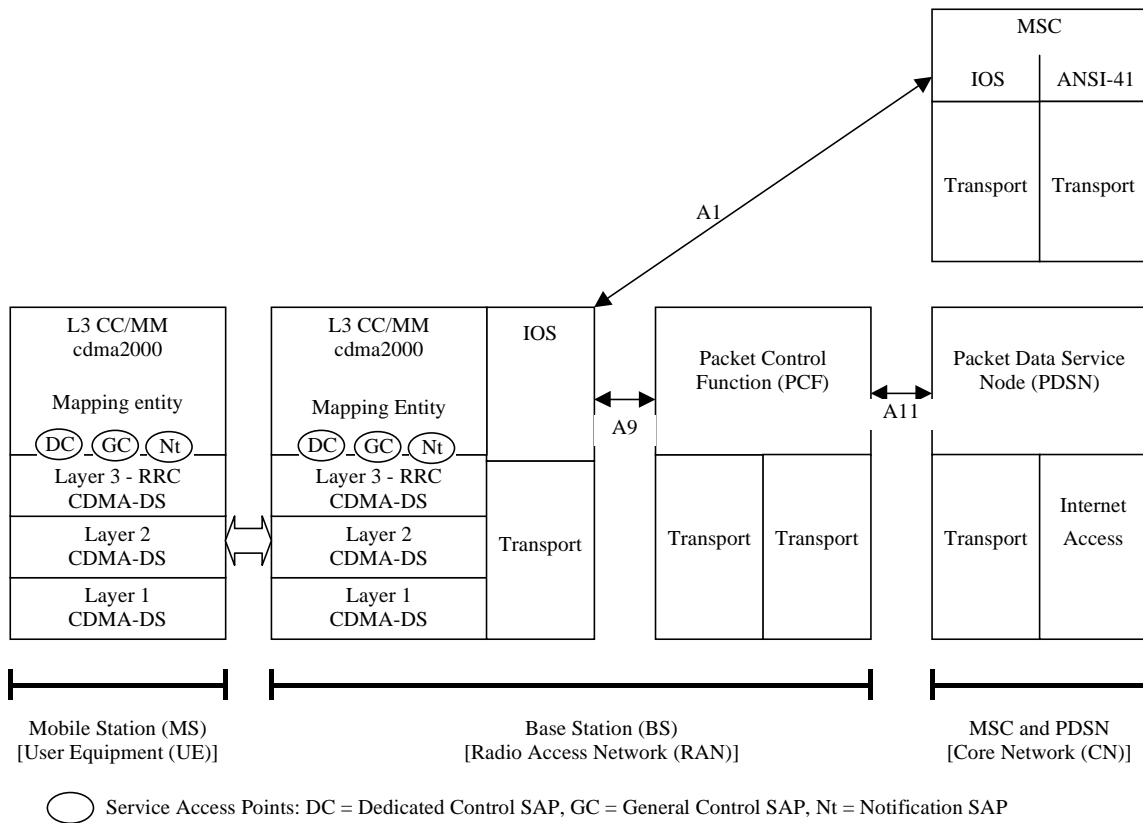 MSC
IOS ANSI-41
Transport Transport
A1
L3 CC/MM
cdma2000
Mapping entity
DC GC Nt
Layer 3 - RRC
CDMA-DS
Layer 2
CDMA-DS
Layer 1
CDMA-DS
L3 CC/MM
cdma2000
Mapping Entity
DC GC Nt
Layer 3 - RRC
CDMA-DS
Layer 2
CDMA-DS
Layer 1
CDMA-DS
IOS
Transport
A9
Packet Control
Function (PCF)
Transport Transport
A11
Packet Data Service
Node (PDSN)
Transport
Internet
Access
Mobile Station (MS)
[User Equipment (UE)]
Base Station (BS)
[Radio Access Network (RAN)]
MSC and PDSN
[Core Network (CN)]
Service Access Points: DC = Dedicated Control SAP, GC = General Control SAP, Nt = Notification SAP